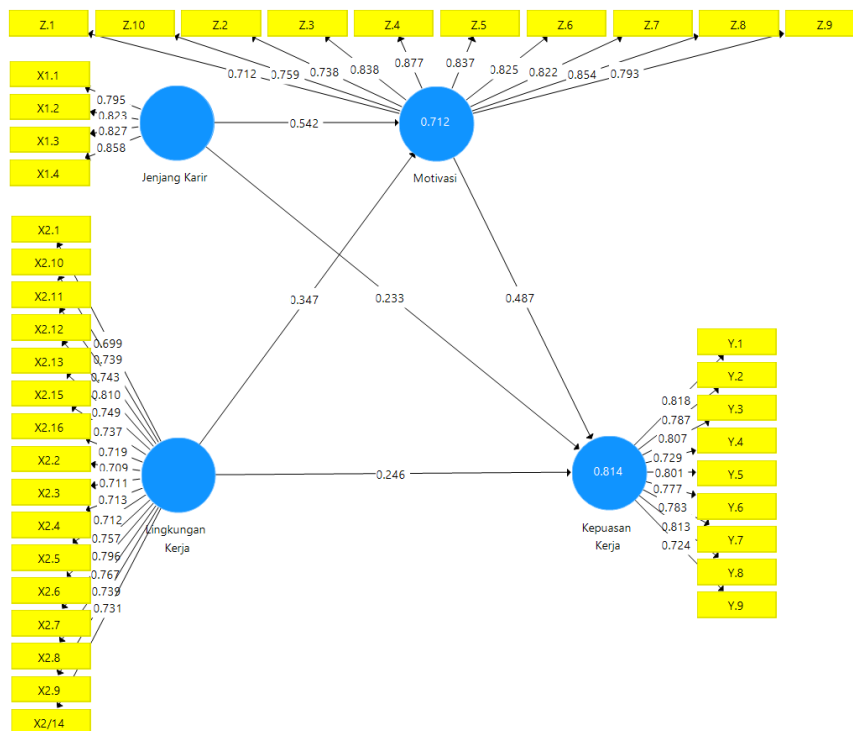 Z.1 Z.10 Z.2 Z.3 Z.4 Z.5 Z.6 Z.7 Z.8 Z.9
0.712 0.759 0.738 0.838 0.877 0.837 0.825 0.822 0.854 0.793
X1.1
X1.2
X1.3
X1.4
0.795
0.823
0.827
0.858
Jenjang Karir
0.542
0.712
Motivasi
0.347
0.233
0.487
X2.1
X2.10
X2.11
X2.12
X2.13
X2.15
X2.16
X2.2
X2.3
X2.4
X2.5
X2.6
X2.7
X2.8
X2.9
X2/14
0.699
0.739
0.743
0.810
0.749
0.737
0.719
0.709
0.711
0.713
0.712
0.757
0.796
0.767
0.739
0.731
Lingkungan
Kerja
0.246
0.814
Kepuasan
Kerja
0.818
0.787
0.807
0.729
0.801
0.777
0.783
0.813
0.724
Y.1
Y.2
Y.3
Y.4
Y.5
Y.6
Y.7
Y.8
Y.9